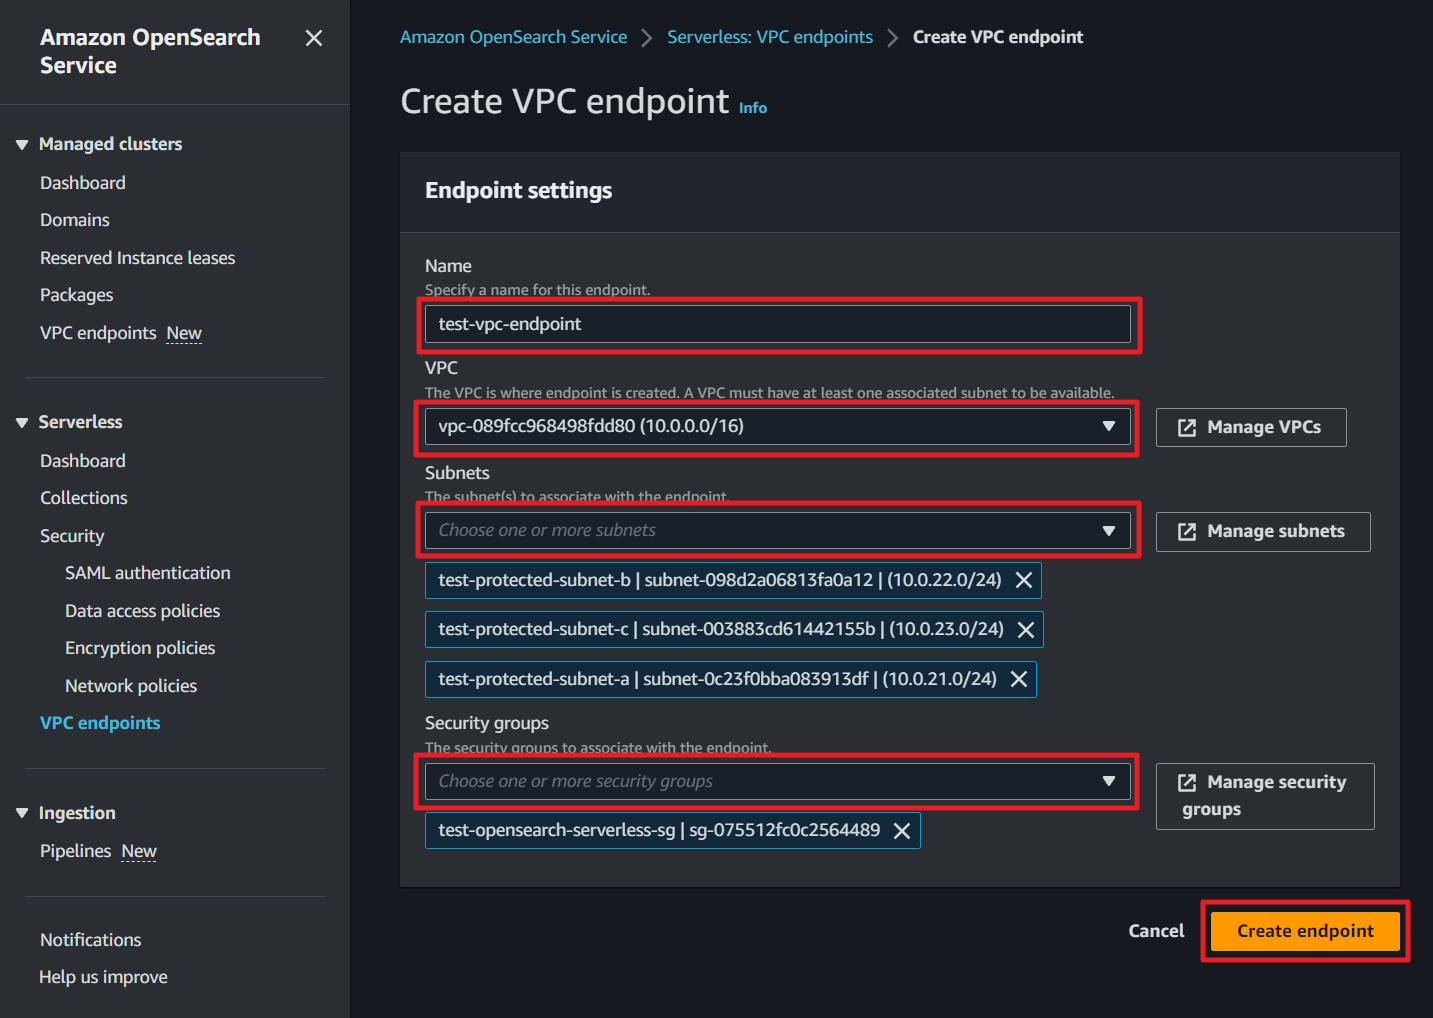 Amazon OpenSearch
Service
Managed clusters
Dashboard
Domains
Reserved Instance leases
Packages
VPC endpoints New
Serverless
Dashboard
Collections
Security
SAML authentication
Data access policies
Encryption policies
Network policies
VPC endpoints
Ingestion
Pipelines New
Notifications
Help us improve
Amazon OpenSearch Service > Serverless: VPC endpoints > Create VPC endpoint
Create VPC endpoint Info
Endpoint settings
Name
Specify a name for this endpoint.
test-vpc-endpoint
VPC
The VPC is where endpoint is created. A VPC must have at least one associated subnet to be available.
vpc-089fcc968498fdd80 (10.0.0.0/16)
Manage VPCs
Subnets
The subnet(s) to associate with the endpoint.
Choose one or more subnets
Manage subnets
test-protected-subnet-b | subnet-098d2a06813fa0a12 | (10.0.22.0/24)
test-protected-subnet-c | subnet-003883cd61442155b | (10.0.23.0/24)
test-protected-subnet-a | subnet-0c23f0bba083913df | (10.0.21.0/24)
Security groups
The security groups to associate with the endpoint.
Choose one or more security groups
Manage security
groups
test-opensearch-serverless-sg | sg-075512fc0c2564489
Cancel
Create endpoint